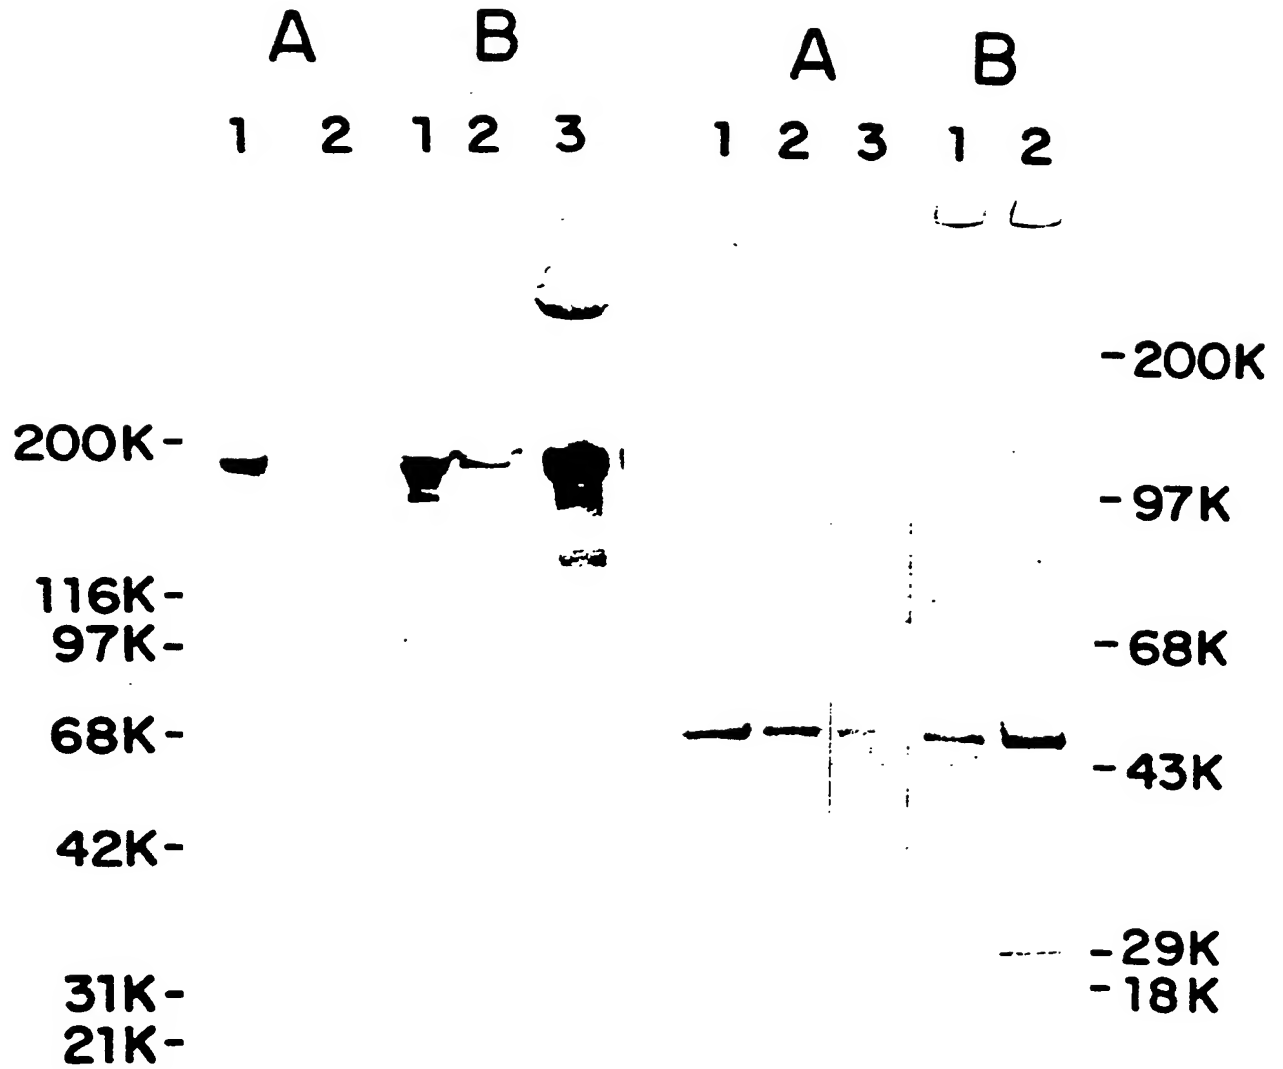 A B A B
1 2 1 2 3 1 2 3 1 2
-200K
200K-
-97K
116K-
97K-
-68K
68K-
-43K
42K-
-29K
31K-
-18K
21K-